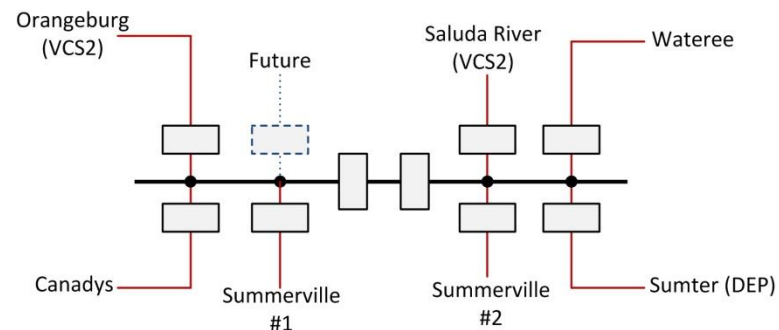 Orangeburg
(VCS2)
Future
Saluda River
(VCS2)
Wateree
Canadys
Summerville
#1
Summerville
#2
Sumter (DEP)